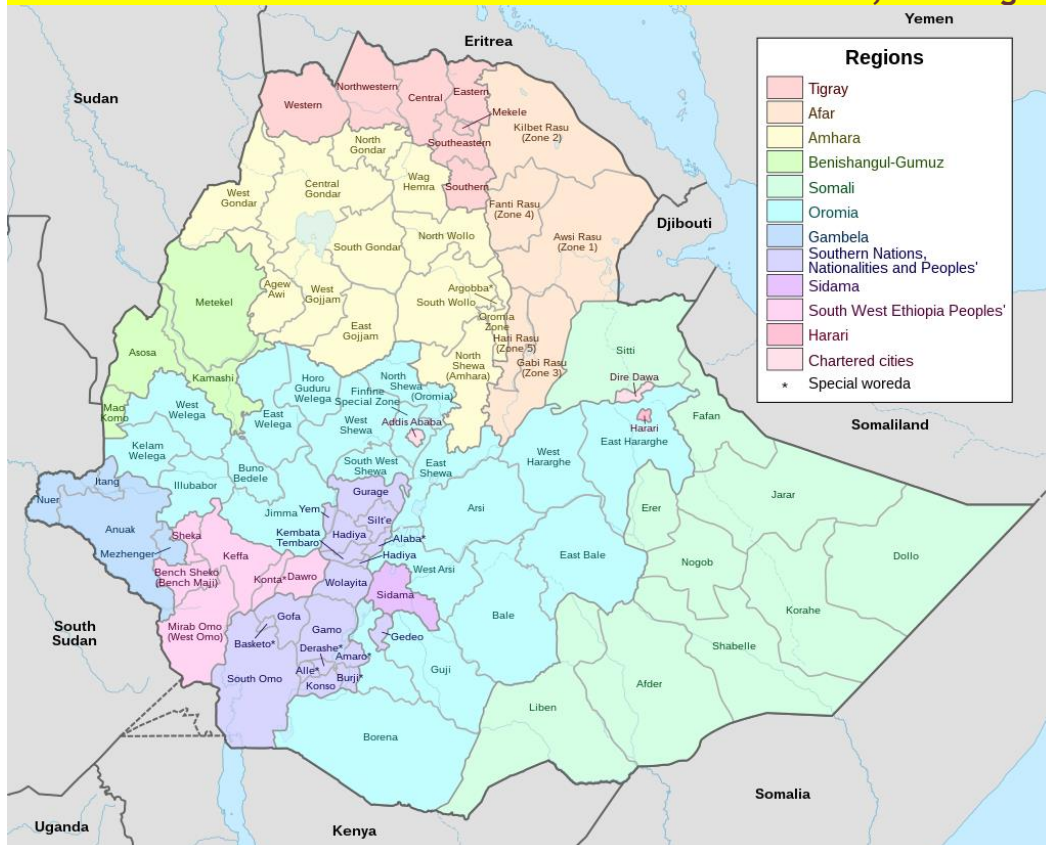 Yemen
Eritrea
Sudan
Djibouti
Somaliland
Somalia
Kenya
Uganda
South
Sudan
Regions
Tigray
Afar
Amhara
Benishangul-Gumuz
Somali
Oromia
Gambela
Southern Nations,
Nationalities and Peoples'
Sidama
South West Ethiopia Peoples'
Harari
Chartered cities
* Special woreda
Western
Northwestern
Central
Eastern
Mekele
Southeastern
Southern
Kilbet Rasu
(Zone 2)
Fanti Rasu
(Zone 4)
Awsi Rasu
(Zone 1)
Hari Rasu
(Zone 5)
Gabi Rasu
(Zone 3)
North
Gondar
West
Gondar
Central
Gondar
Wag
Hemra
South Gondar
North Wollo
Agew
Awi
West
Gojjam
East
Gojjam
Argobba*
South Wollo
Oromia
Zone
North
Shewa
(Amhara)
Metekel
Asosa
Kamashi
Mao
Komo
West
Welega
Kelam
Welega
East
Welega
Horo
Guduru
Welega
Finfine
Special Zone
North
Shewa
(Oromia)
West
Shewa
Addis Ababa
South West
Shewa
East
Shewa
Buno
Bedele
Illubabor
Jimma
Arsi
West
Hararghe
East Hararghe
Harari
Dire Dawa
Sitti
Fafan
Jarar
Erer
Nogob
Dollo
Korahe
Shabelle
Afder
Liben
East Bale
Bale
West Arsi
Guji
Borena
Itang
Nuer
Anuak
Mezhenger
Sheka
Keffa
Bench Sheko
(Bench Maji)
Konta*
Dawro
Mirab Omo
(West Omo)
Gurage
Yem
Silt'e
Hadiya
Kembata
Tembaro*
Alaba*
Hadiya
Wolayita
Sidama
Gofa
Gamo
Gedeo
Basketo*
Derashe*
Amaro*
Alle*
Burji*
Konso
South Omo